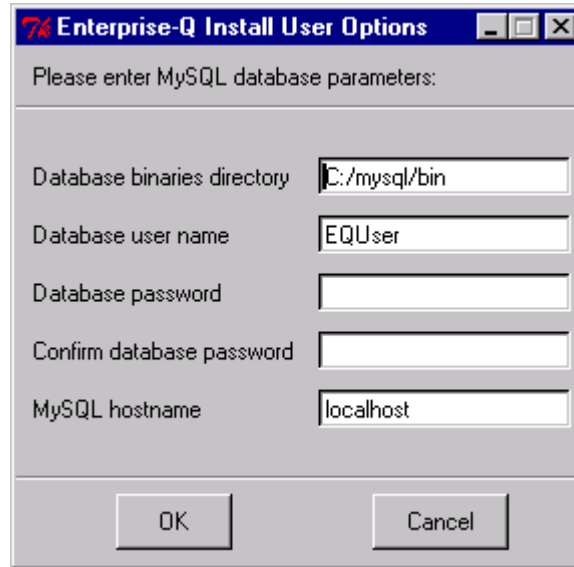 Enterprise-Q Install User Options
Please enter MySQL database parameters:
Database binaries directory C:/mysql/bin
Database user name EQUser
Database password
Confirm database password
MySQL hostname localhost
OK Cancel